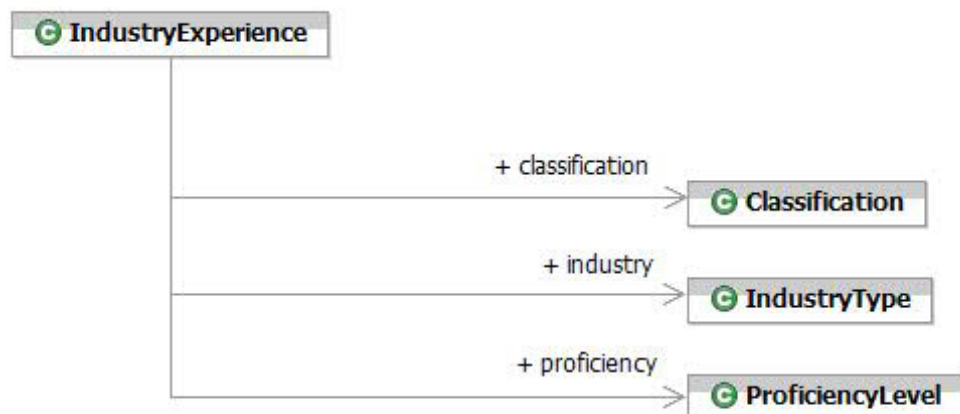 IndustryExperience
+ classification
Classification
+ industry
IndustryType
+ proficiency
ProficiencyLevel